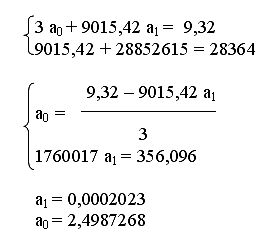 3 a₀ + 9015,42 a₁ = 9,32
9015,42 + 28852615 = 28364
a₀ =
9,32 – 9015,42 a₁
3
1760017 a₁ = 356,096
a₁ = 0,0002023
a₀ = 2,4987268